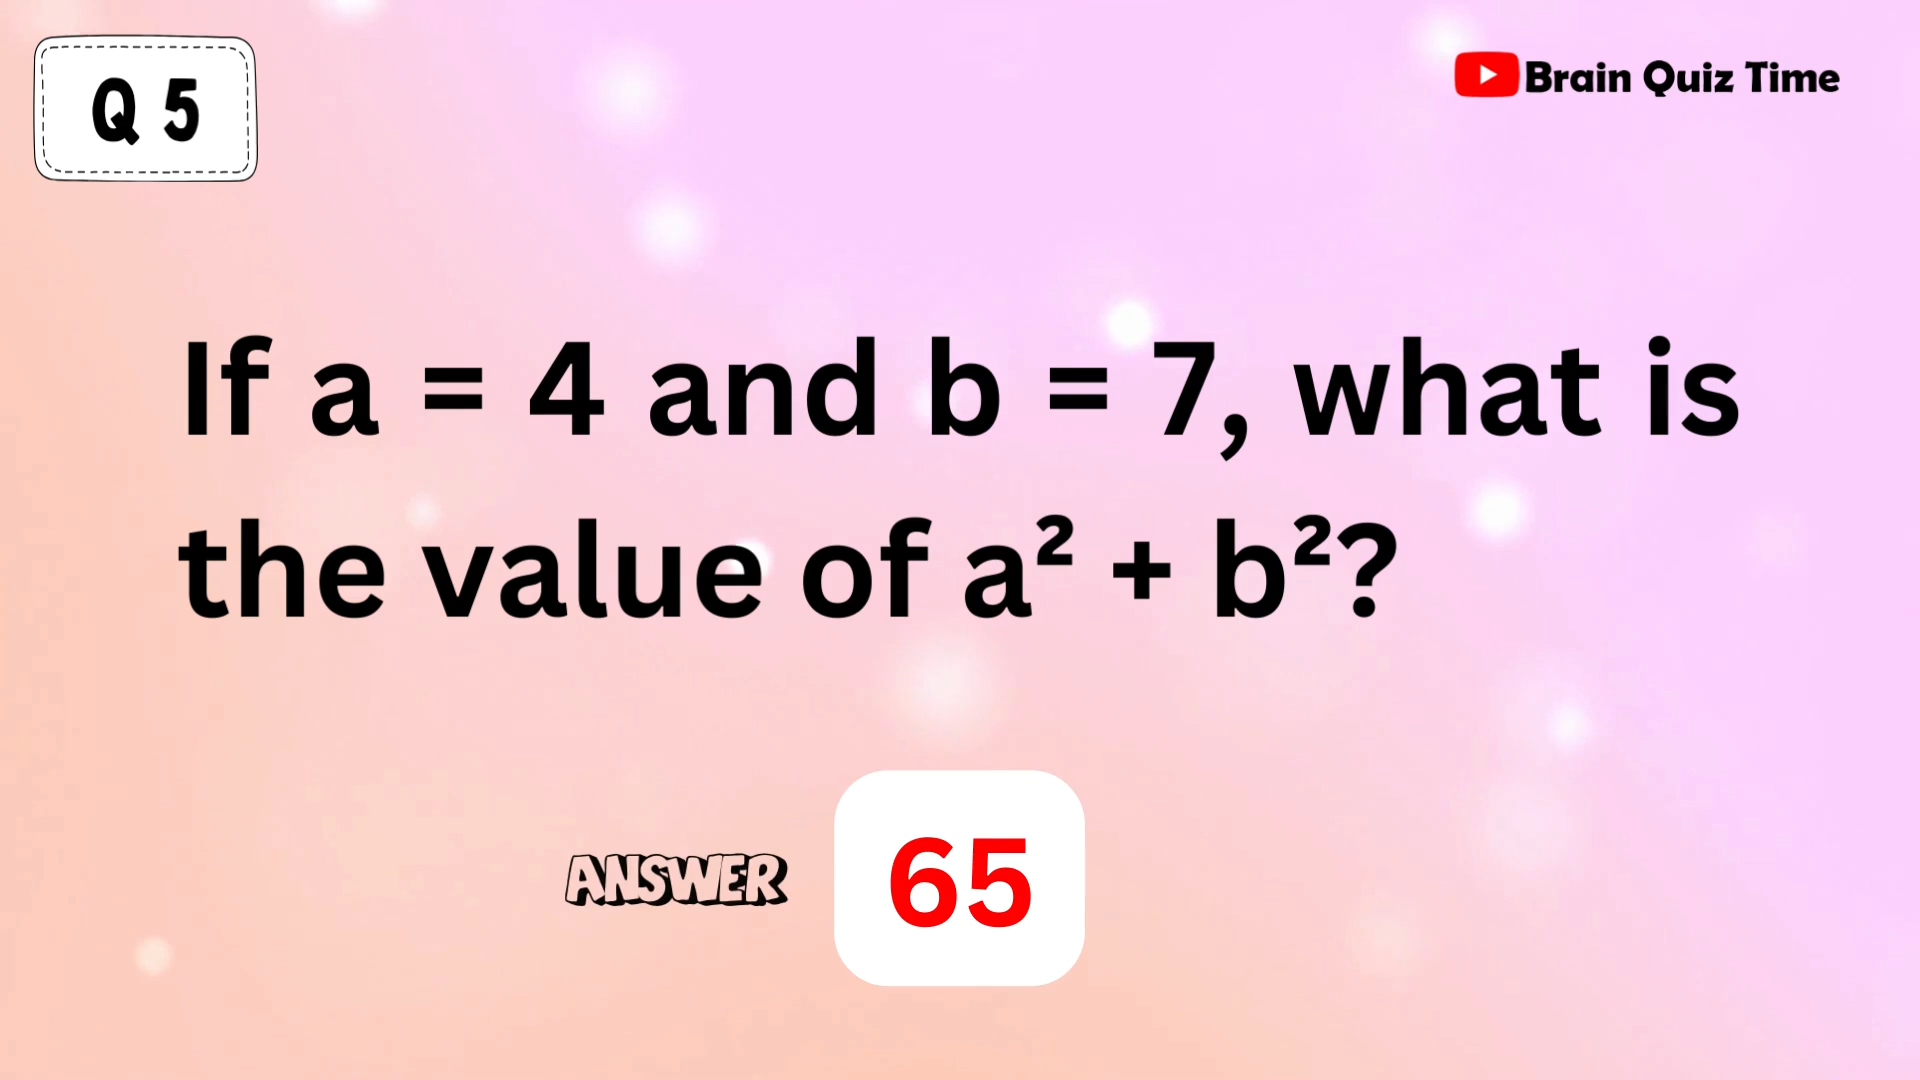 Q 5
Brain Quiz Time
If a = 4 and b = 7, what is
the value of a² + b²?
ANSWER
65